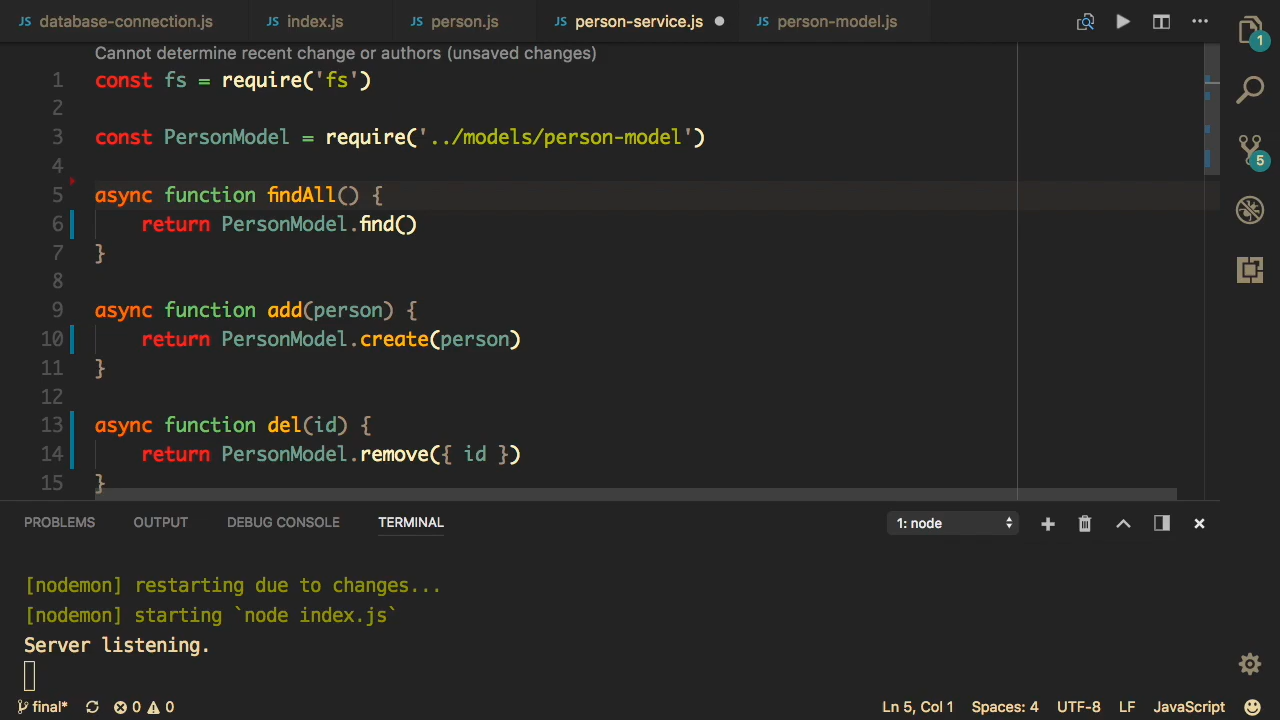 JS database-connection.js JS index.js JS person.js JS person-service.js JS person-model.js
Cannot determine recent change or authors (unsaved changes)
1 const fs = require('fs')
2
3 const PersonModel = require('../models/person-model')
4
5 async function findAll() {
6 return PersonModel.find()
7 }
8
9 async function add(person) {
10 return PersonModel.create(person)
11 }
12
13 async function del(id) {
14 return PersonModel.remove({ id })
15 }
1
5
PROBLEMS OUTPUT DEBUG CONSOLE TERMINAL 1: node
[nodemon] restarting due to changes...
[nodemon] starting `node index.js`
Server listening.
final* 0 0 Ln 5, Col 1 Spaces: 4 UTF-8 LF JavaScript